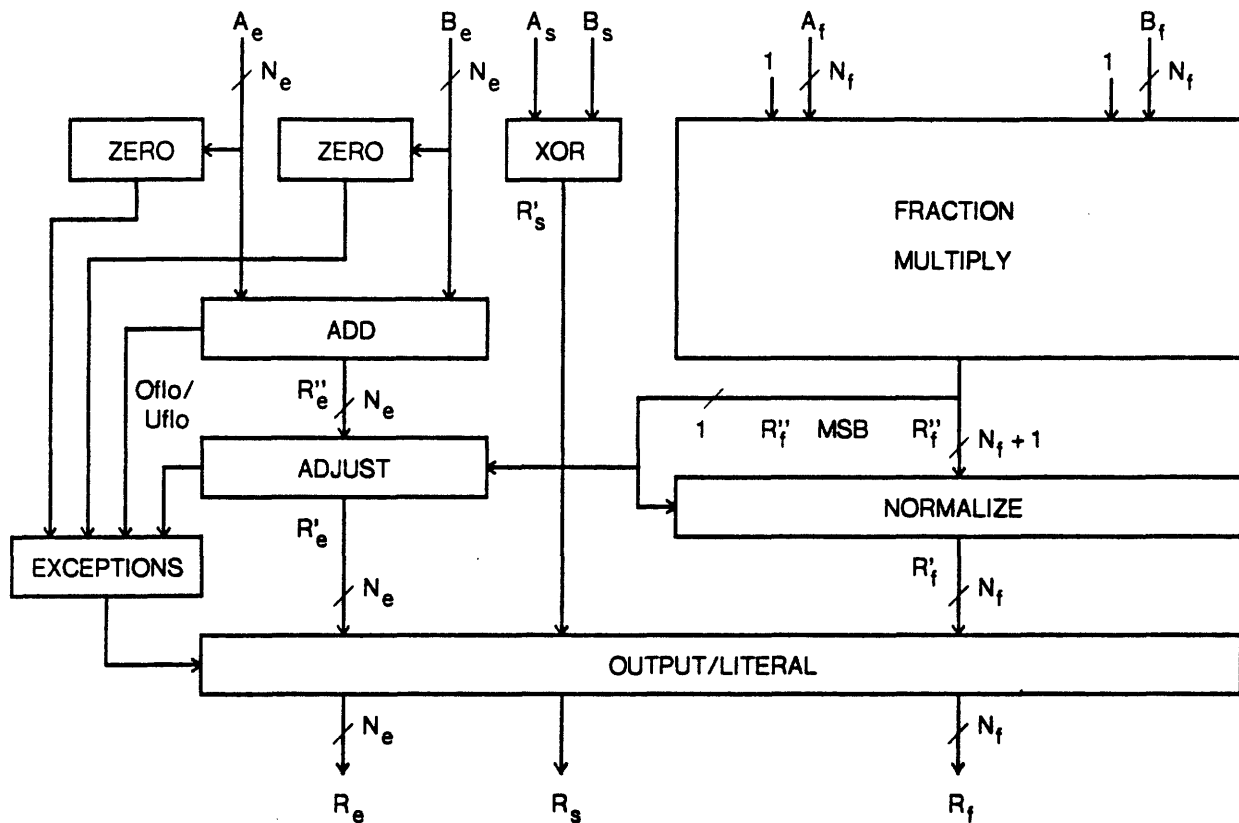 A_e B_e A_s B_s A_f B_f
N_e N_e 1 N_f 1 N_f
ZERO ZERO XOR
R'_s
FRACTION
MULTIPLY
ADD
Oflo/
Uflo
R''_e N_e
1 R''_f MSB R''_f N_f + 1
ADJUST
NORMALIZE
R'_e R'_f
EXCEPTIONS
N_e N_f
OUTPUT/LITERAL
N_e N_f
R_e R_s R_f